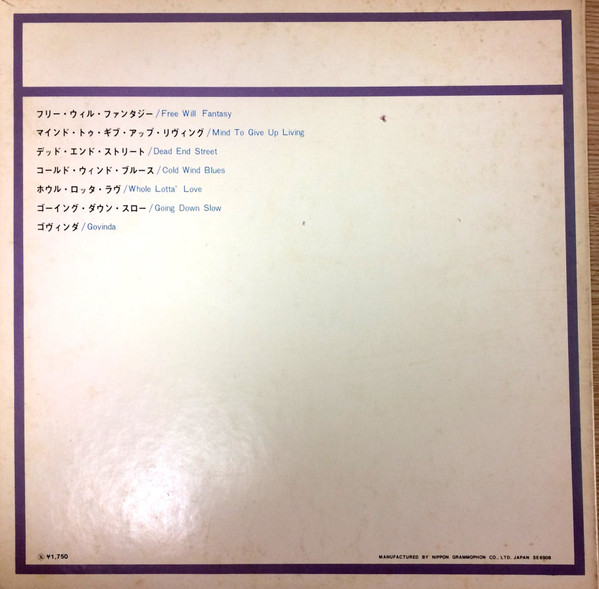 フリー・ウィル・ファンタジー/Free Will Fantasy
マインド・トゥ・ギブ・アップ・リヴィング/Mind To Give Up Living
デッド・エンド・ストリート/Dead End Street
コールド・ウィンド・ブルース/Cold Wind Blues
ホウル・ロッタ・ラヴ/Whole Lotta' Love
ゴーイング・ダウン・スロー/Going Down Slow
ゴヴィンダ/Govinda
¥1,750
MANUFACTURED BY NIPPON GRAMMOPHON CO., LTD. JAPAN SE6908